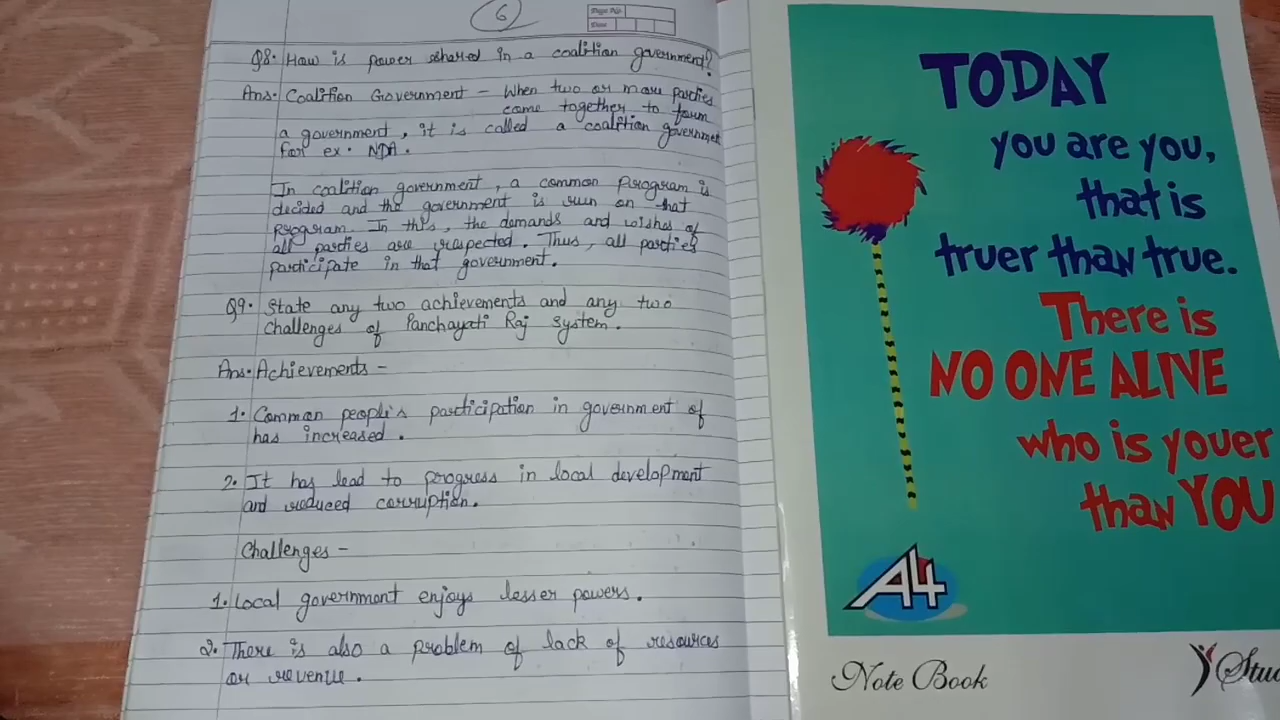 6
Page No.
Date
Q8. How is power shared in a coalition government?
Ans. Coalition Government - When two or more parties
come together to form
a government, it is called a coalition government
for ex. NDA.
In coalition government, a common program is
decided and the government is run on that
program. In this, the demands and wishes of
all parties are respected. Thus, all parties
participate in that government.
Q9. State any two achievements and any two
challenges of Panchayati Raj system.
Ans. Achievements -
1. Common people's participation in government of
has increased.
2. It has lead to progress in local development
and reduced corruption.
Challenges -
1. Local government enjoys lesser powers.
2. There is also a problem of lack of resources
or revenue.
TODAY
you are you,
that is
truer than true.
There is
NO ONE ALIVE
who is youer
than YOU
A4
Note Book